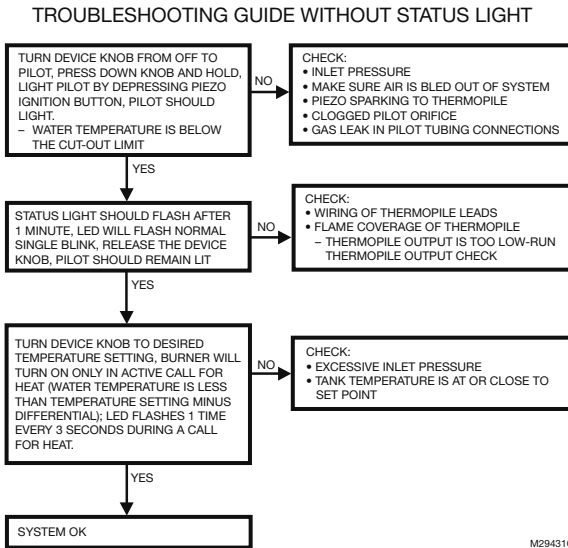 TROUBLESHOOTING GUIDE WITHOUT STATUS LIGHT
TURN DEVICE KNOB FROM OFF TO
PILOT, PRESS DOWN KNOB AND HOLD,
LIGHT PILOT BY DEPRESSING PIEZO
IGNITION BUTTON, PILOT SHOULD
LIGHT.
– WATER TEMPERATURE IS BELOW
THE CUT-OUT LIMIT
NO
CHECK:
• INLET PRESSURE
• MAKE SURE AIR IS BLED OUT OF SYSTEM
• PIEZO SPARKING TO THERMOPILE
• CLOGGED PILOT ORIFICE
• GAS LEAK IN PILOT TUBING CONNECTIONS
YES
STATUS LIGHT SHOULD FLASH AFTER
1 MINUTE, LED WILL FLASH NORMAL
SINGLE BLINK, RELEASE THE DEVICE
KNOB, PILOT SHOULD REMAIN LIT
NO
CHECK:
• WIRING OF THERMOPILE LEADS
• FLAME COVERAGE OF THERMOPILE
– THERMOPILE OUTPUT IS TOO LOW-RUN
THERMOPILE OUTPUT CHECK
YES
TURN DEVICE KNOB TO DESIRED
TEMPERATURE SETTING, BURNER WILL
TURN ON ONLY IN ACTIVE CALL FOR
HEAT (WATER TEMPERATURE IS LESS
THAN TEMPERATURE SETTING MINUS
DIFFERENTIAL); LED FLASHES 1 TIME
EVERY 3 SECONDS DURING A CALL
FOR HEAT.
NO
CHECK:
• EXCESSIVE INLET PRESSURE
• TANK TEMPERATURE IS AT OR CLOSE TO
SET POINT
YES
SYSTEM OK